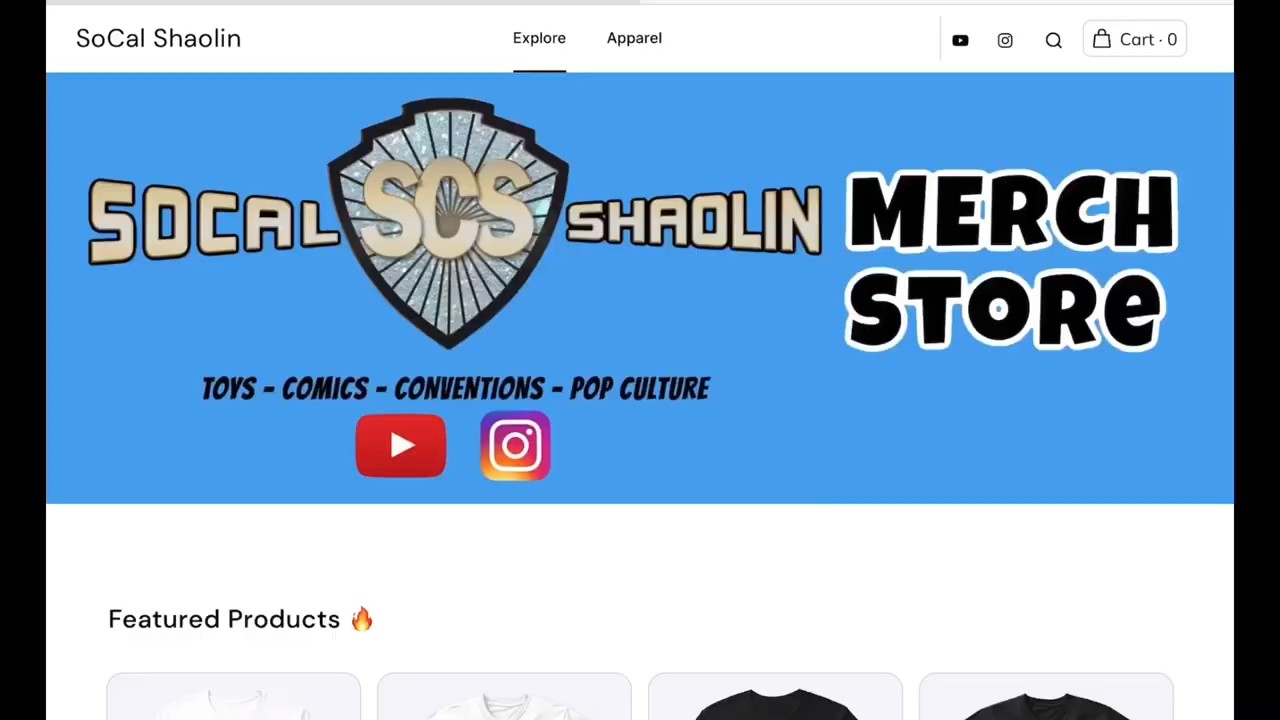 SoCal Shaolin
Explore
Apparel
Cart · 0
SOCAL SCS SHAOLIN
MERCH
STORE
TOYS - COMICS - CONVENTIONS - POP CULTURE
Featured Products 🔥